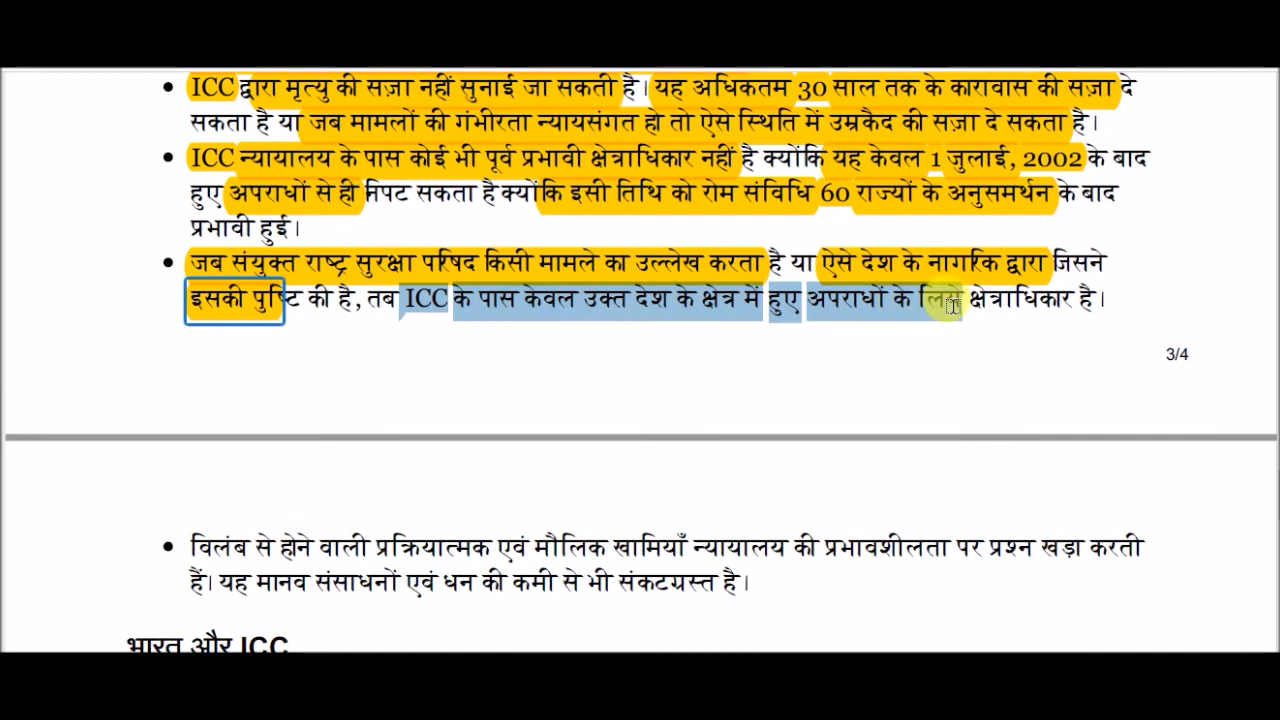 • ICC द्वारा मृत्यु की सज़ा नहीं सुनाई जा सकती है। यह अधिकतम 30 साल तक के कारावास की सज़ा दे
सकता है या जब मामलों की गंभीरता न्यायसंगत हो तो ऐसे स्थिति में उम्रकैद की सज़ा दे सकता है।
• ICC न्यायालय के पास कोई भी पूर्व प्रभावी क्षेत्राधिकार नहीं है क्योंकि यह केवल 1 जुलाई, 2002 के बाद
हुए अपराधों से ही निपट सकता है क्योंकि इसी तिथि को रोम संविधि 60 राज्यों के अनुसमर्थन के बाद
प्रभावी हुई।
• जब संयुक्त राष्ट्र सुरक्षा परिषद किसी मामले का उल्लेख करता है या ऐसे देश के नागरिक द्वारा जिसने
इसकी पुष्टि की है, तब ICC के पास केवल उक्त देश के क्षेत्र में हुए अपराधों के लिये क्षेत्राधिकार है।
3/4
• विलंब से होने वाली प्रक्रियात्मक एवं मौलिक खामियाँ न्यायालय की प्रभावशीलता पर प्रश्न खड़ा करती
हैं। यह मानव संसाधनों एवं धन की कमी से भी संकटग्रस्त है।
भारत और ICC